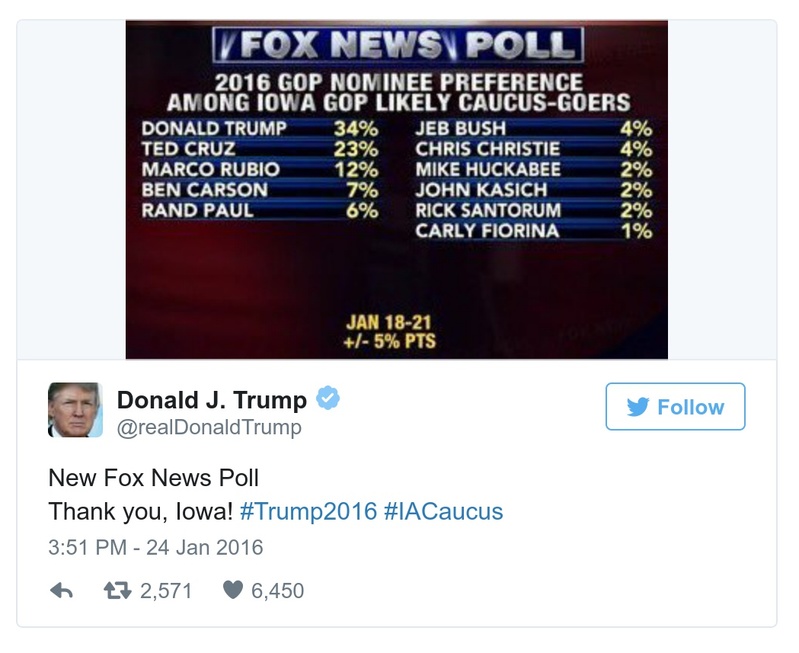 FOX NEWS POLL
2016 GOP NOMINEE PREFERENCE
AMONG IOWA GOP LIKELY CAUCUS-GOERS
DONALD TRUMP 34% JEB BUSH 4%
TED CRUZ 23% CHRIS CHRISTIE 4%
MARCO RUBIO 12% MIKE HUCKABEE 2%
BEN CARSON 7% JOHN KASICH 2%
RAND PAUL 6% RICK SANTORUM 2%
CARLY FIORINA 1%
JAN 18-21
+/- 5% PTS
Donald J. Trump
@realDonaldTrump
Follow
New Fox News Poll
Thank you, Iowa! #Trump2016 #IACaucus
3:51 PM - 24 Jan 2016
2,571 6,450